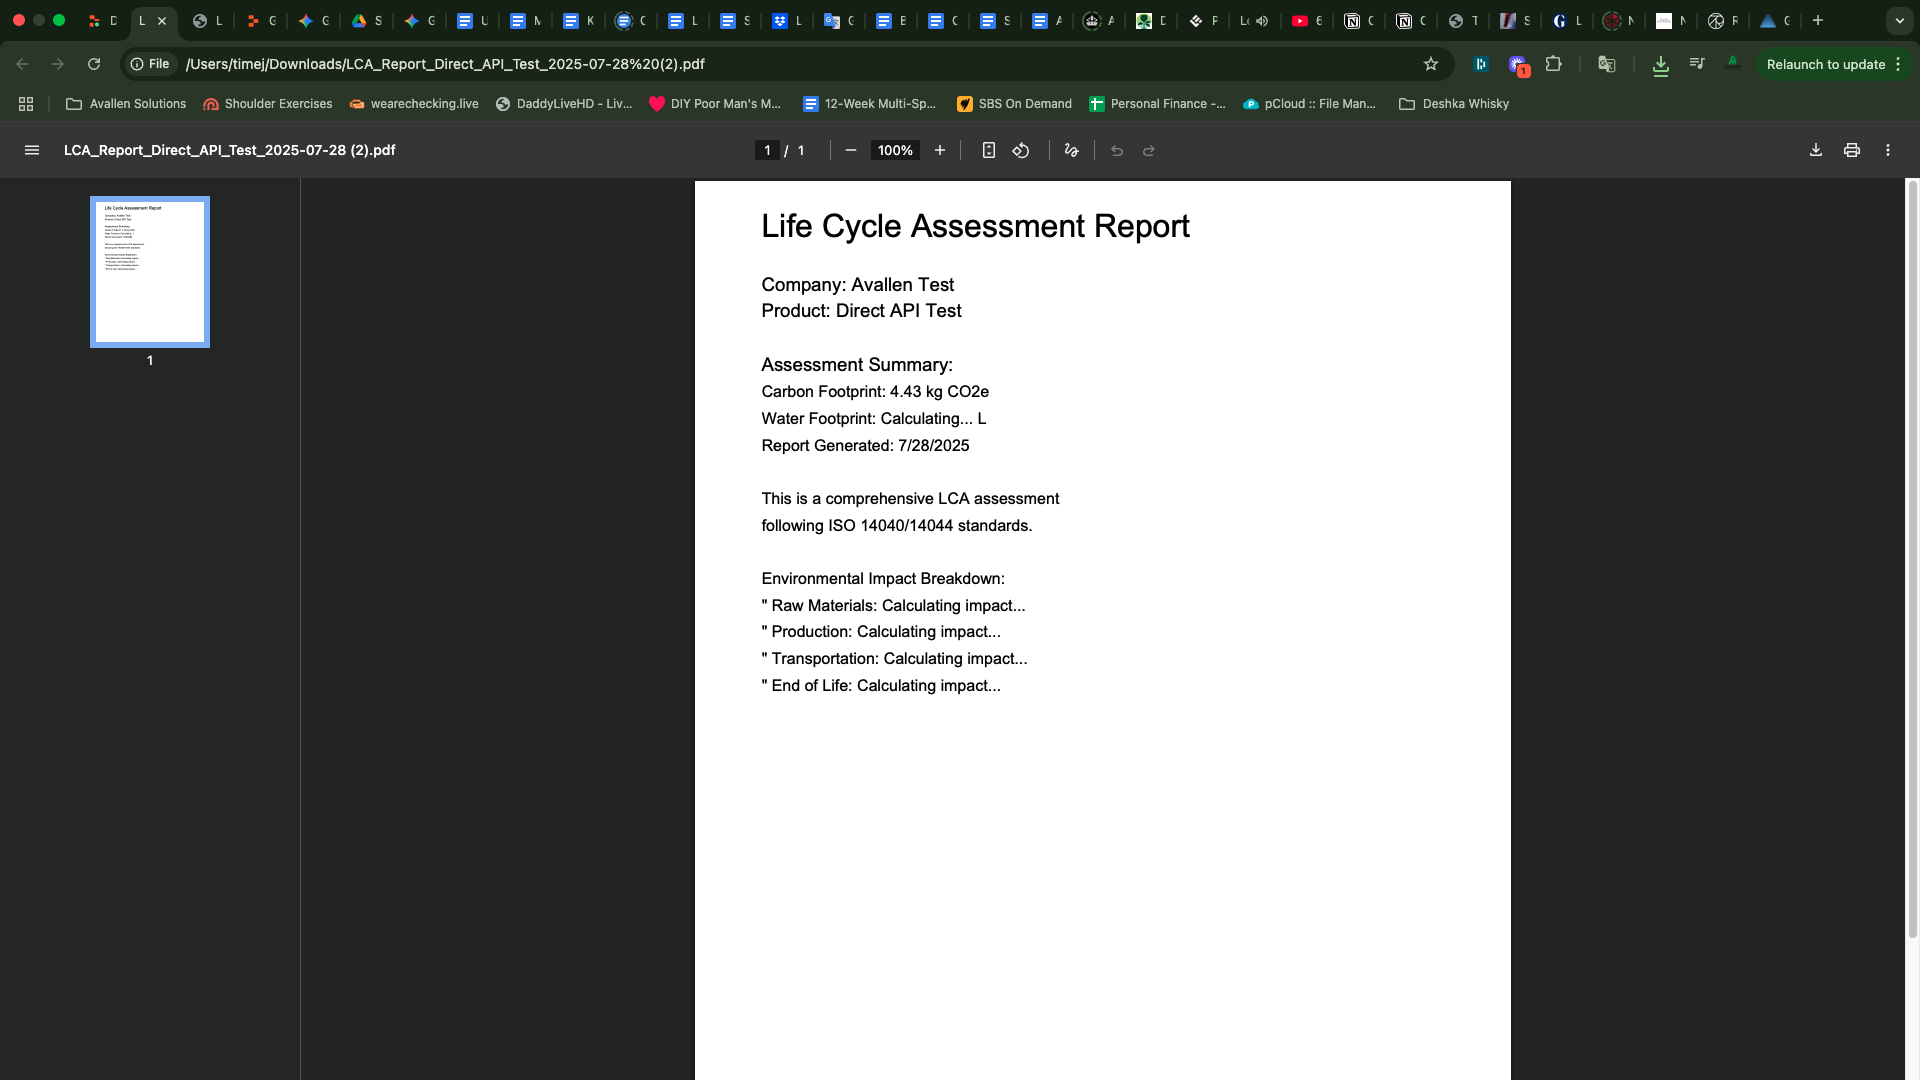 D L L G G S G U M K C L S L G B C S A A D P L 6 C C T S L N N R G
File /Users/timej/Downloads/LCA_Report_Direct_API_Test_2025-07-28%20(2).pdf 1 Relaunch to update
Avallen Solutions Shoulder Exercises wearechecking.live DaddyLiveHD - Liv... DIY Poor Man's M... 12-Week Multi-Sp... SBS On Demand Personal Finance -... pCloud :: File Man... Deshka Whisky
LCA_Report_Direct_API_Test_2025-07-28 (2).pdf 1 / 1 100%
1
Life Cycle Assessment Report
Company: Avallen Test
Product: Direct API Test
Assessment Summary:
Carbon Footprint: 4.43 kg CO2e
Water Footprint: Calculating... L
Report Generated: 7/28/2025
This is a comprehensive LCA assessment
following ISO 14040/14044 standards.
Environmental Impact Breakdown:
" Raw Materials: Calculating impact...
" Production: Calculating impact...
" Transportation: Calculating impact...
" End of Life: Calculating impact...